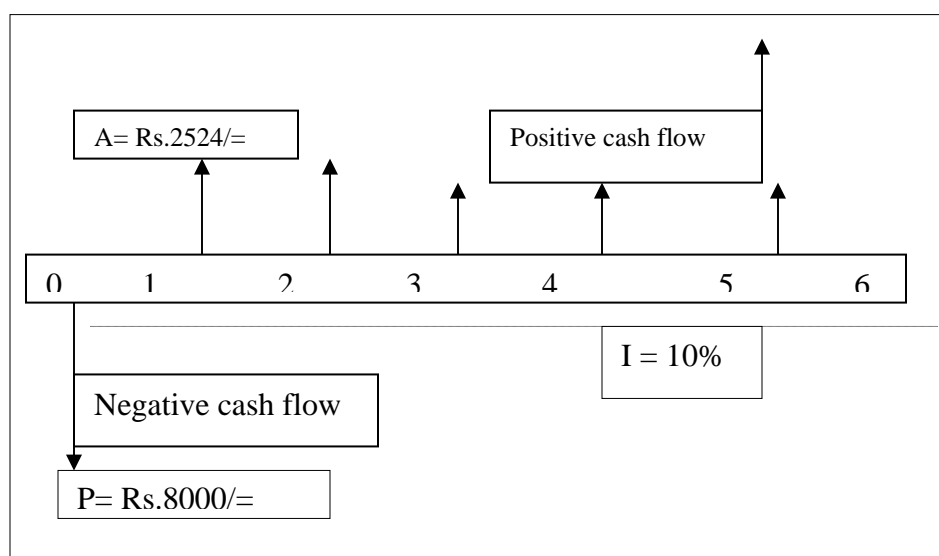 A= Rs.2524/=
Positive cash flow
0 1 2 3 4 5 6
I = 10%
Negative cash flow
P= Rs.8000/=